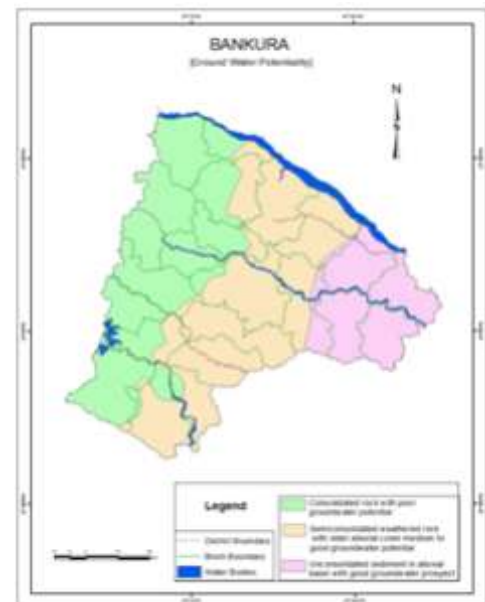 BANKURA
[Ground Water Potentiality]
N
Legend
District Boundary
Block Boundary
Water Bodies
Consolidated rock with poor
groundwater potential
Semiconsolidated weathered rock
with older alluvial cover medium to
good groundwater potential
Unconsolidated sediment in alluvial
basin with good groundwater prospect